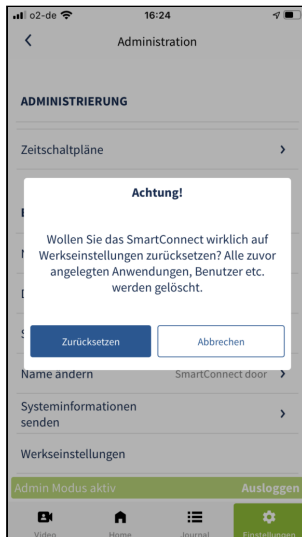 o2-de 16:24
Administration
ADMINISTRIERUNG
Zeitschaltpläne
Achtung!
Wollen Sie das SmartConnect wirklich auf
Werkseinstellungen zurücksetzen? Alle zuvor
angelegten Anwendungen, Benutzer etc.
werden gelöscht.
Zurücksetzen Abbrechen
Name ändern SmartConnect door
Systeminformationen
senden
Werkseinstellungen
Admin Modus aktiv Ausloggen
Video Home Journal Einstellungen